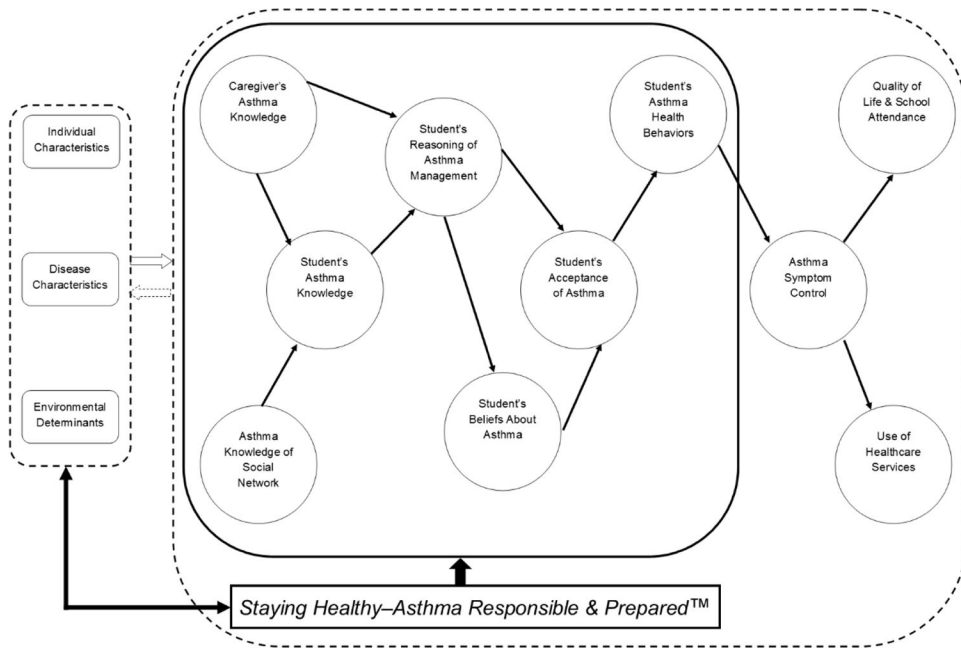 Individual
Characteristics
Disease
Characteristics
Environmental
Determinants
Caregiver's
Asthma
Knowledge
Student's
Asthma
Knowledge
Asthma
Knowledge of
Social
Network
Student's
Reasoning of
Asthma
Management
Student's
Beliefs About
Asthma
Student's
Acceptance
of Asthma
Student's
Asthma
Health
Behaviors
Asthma
Symptom
Control
Quality of
Life & School
Attendance
Use of
Healthcare
Services
Staying Healthy–Asthma Responsible & Prepared™